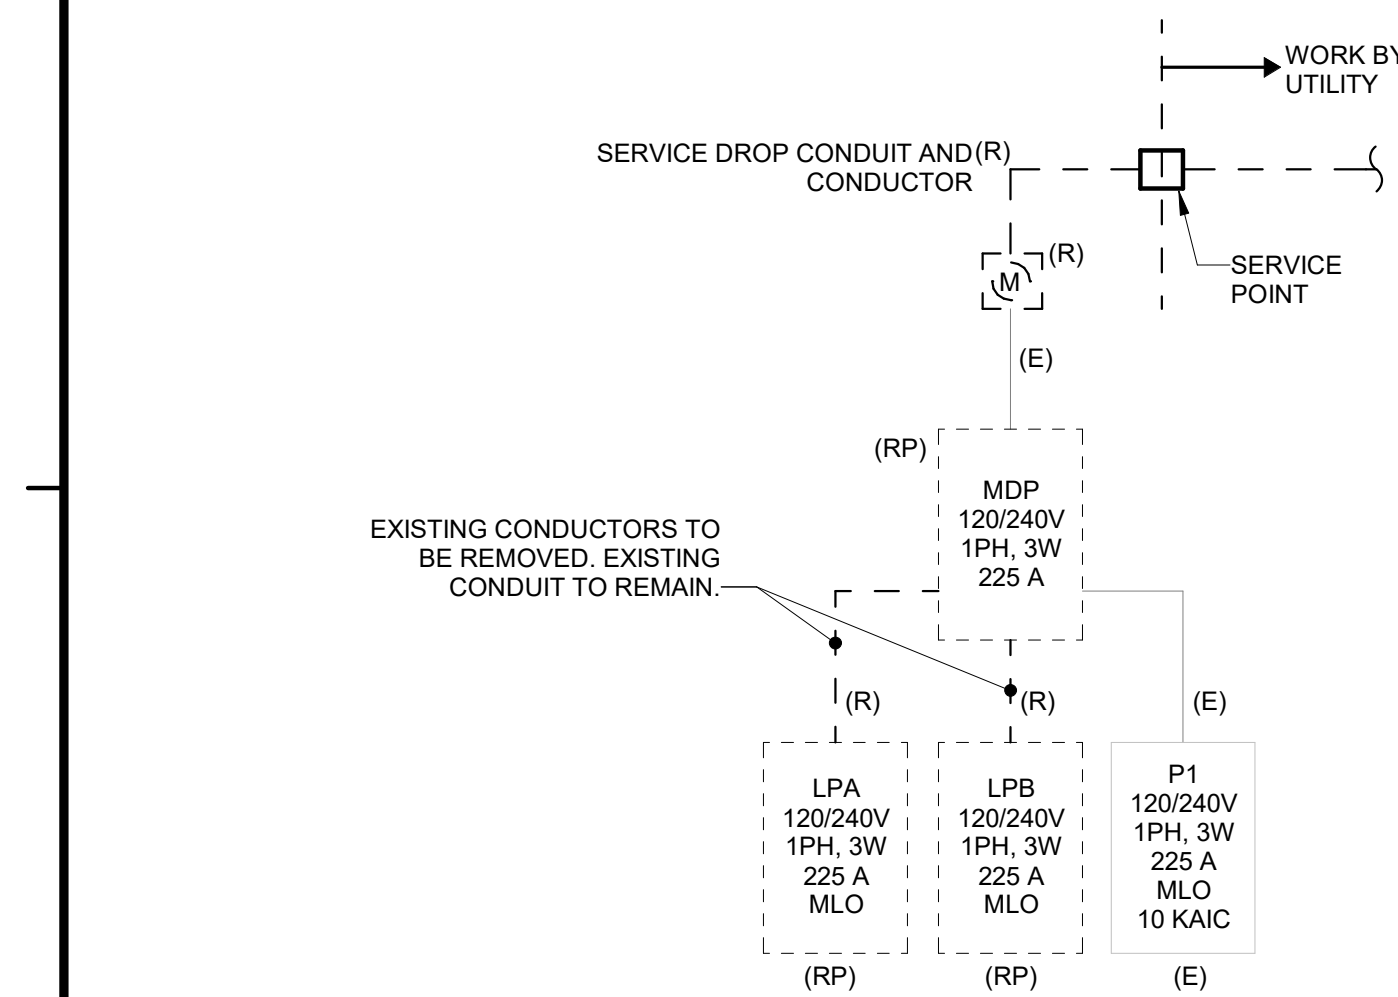 WORK BY
UTILITY
SERVICE DROP CONDUIT AND (R)
CONDUCTOR
(R)
M
SERVICE
POINT
(E)
(RP)
MDP
120/240V
1PH, 3W
225 A
EXISTING CONDUCTORS TO
BE REMOVED. EXISTING
CONDUIT TO REMAIN.
(R)
(R)
(E)
LPA
120/240V
1PH, 3W
225 A
MLO
(RP)
LPB
120/240V
1PH, 3W
225 A
MLO
(RP)
P1
120/240V
1PH, 3W
225 A
MLO
10 KAIC
(E)